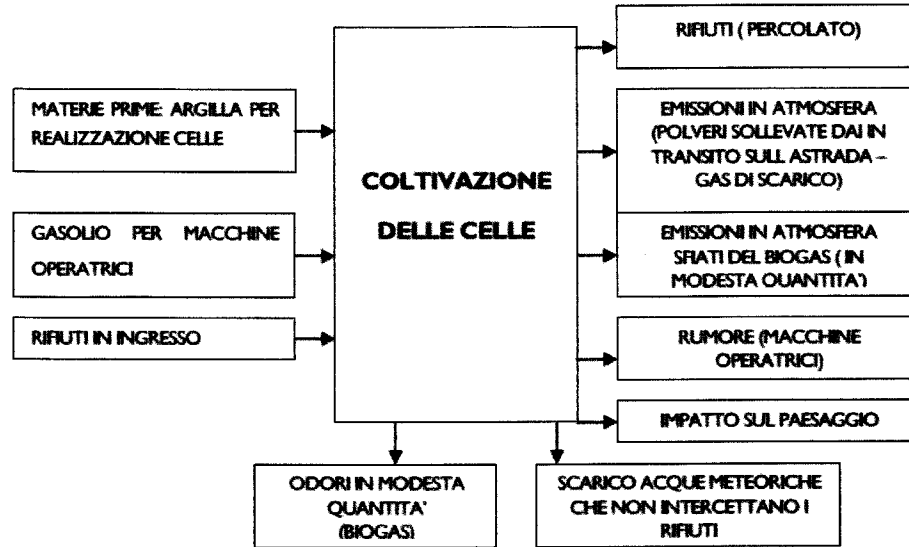 MATERIE PRIME: ARGILLA PER
REALIZZAZIONE CELLE
GASOLIO PER MACCHINE
OPERATRICI
RIFIUTI IN INGRESSO
COLTIVAZIONE
DELLE CELLE
RIFIUTI ( PERCOLATO)
EMISSIONI IN ATMOSFERA
(POLVERI SOLLEVATE DAI IN
TRANSITO SULL ASTRADA –
GAS DI SCARICO)
EMISSIONI IN ATMOSFERA
SFIATI DEL BIOGAS ( IN
MODESTA QUANTITA')
RUMORE (MACCHINE
OPERATRICI)
IMPATTO SUL PAESAGGIO
ODORI IN MODESTA
QUANTITA'
(BIOGAS)
SCARICO ACQUE METEORICHE
CHE NON INTERCETTANO I
RIFIUTI